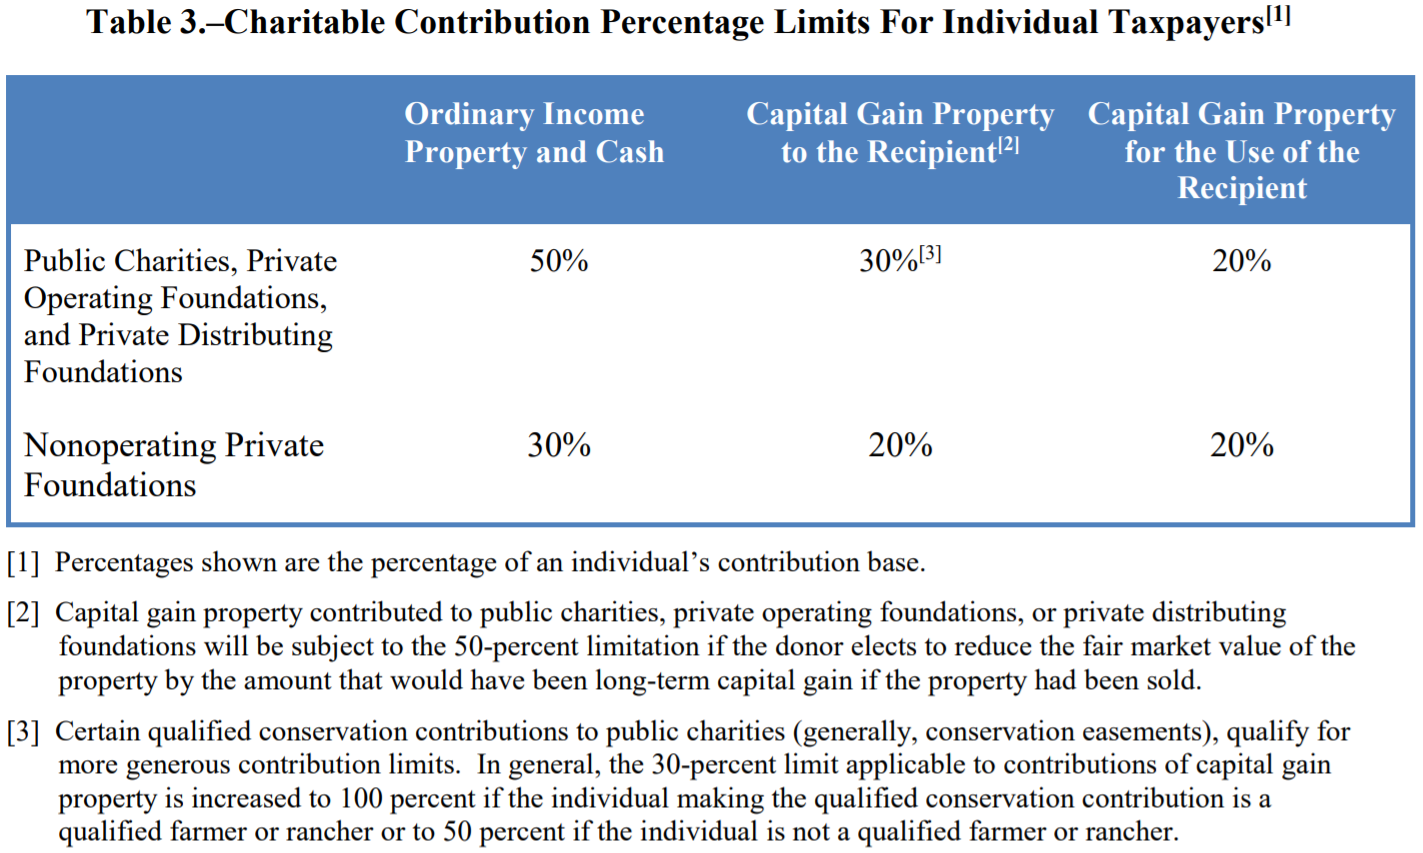 Table 3.–Charitable Contribution Percentage Limits For Individual Taxpayers[1]
Ordinary Income
Property and Cash
Capital Gain Property
to the Recipient[2]
Capital Gain Property
for the Use of the
Recipient
Public Charities, Private
Operating Foundations,
and Private Distributing
Foundations
50%
30%[3]
20%
Nonoperating Private
Foundations
30%
20%
20%
[1] Percentages shown are the percentage of an individual’s contribution base.
[2] Capital gain property contributed to public charities, private operating foundations, or private distributing
foundations will be subject to the 50-percent limitation if the donor elects to reduce the fair market value of the
property by the amount that would have been long-term capital gain if the property had been sold.
[3] Certain qualified conservation contributions to public charities (generally, conservation easements), qualify for
more generous contribution limits. In general, the 30-percent limit applicable to contributions of capital gain
property is increased to 100 percent if the individual making the qualified conservation contribution is a
qualified farmer or rancher or to 50 percent if the individual is not a qualified farmer or rancher.